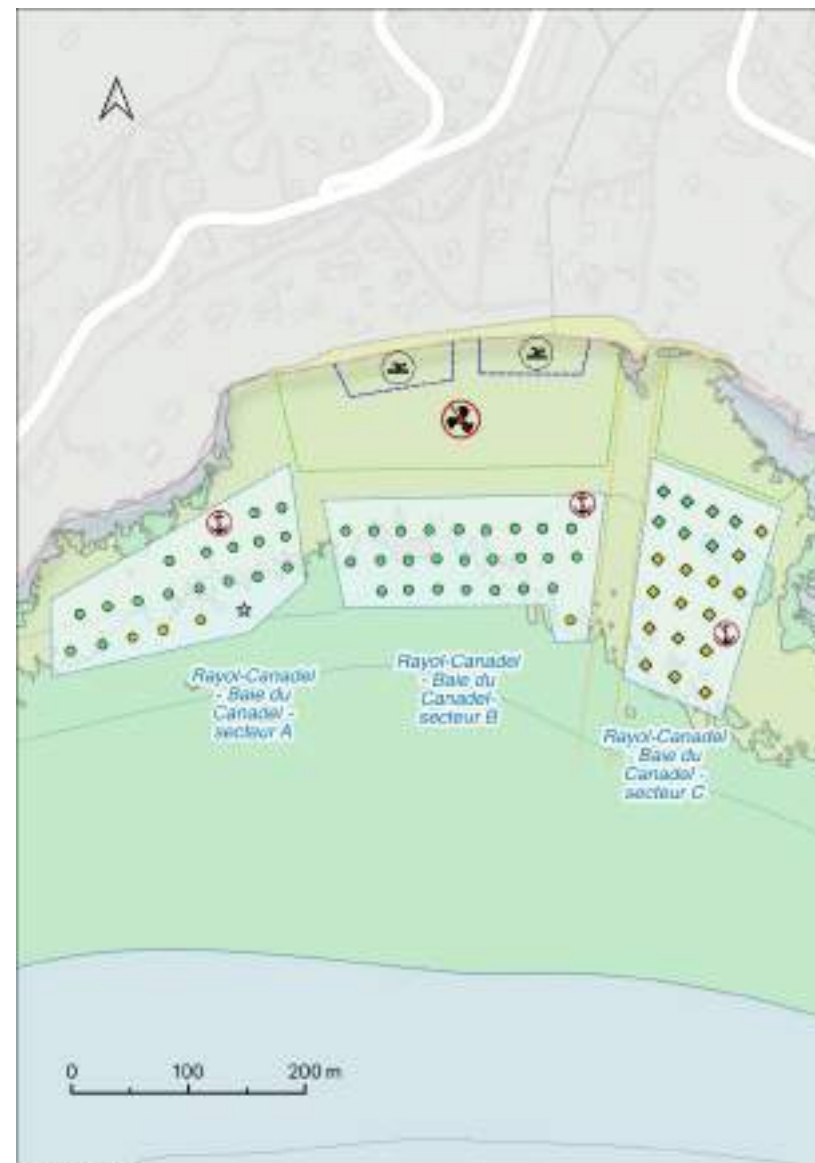 Rayol-Canadel
- Baie du
Canadel -
secteur A
Rayol-Canadel
- Baie du
Canadel-
secteur B
Rayol-Canadel
- Baie du
Canadel -
secteur C
0 100 200 m